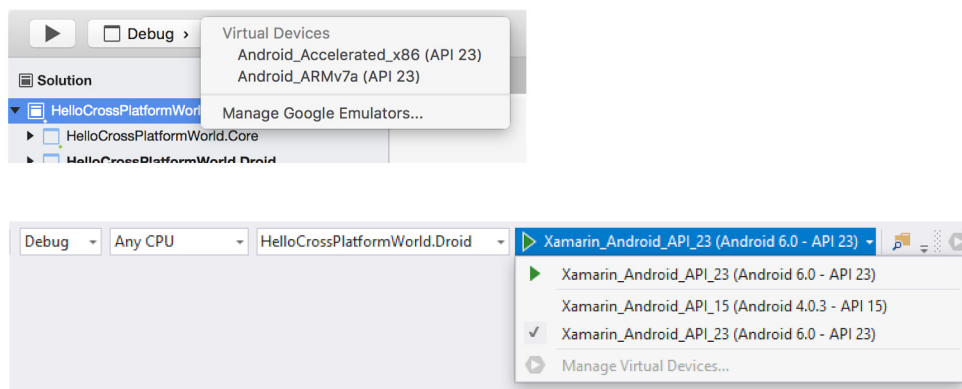 Debug ›
Virtual Devices
Android_Accelerated_x86 (API 23)
Android_ARMv7a (API 23)
Manage Google Emulators...
Solution
HelloCrossPlatformWorl
HelloCrossPlatformWorld.Core
HelloCrossPlatformWorld.Droid
Debug Any CPU HelloCrossPlatformWorld.Droid Xamarin_Android_API_23 (Android 6.0 - API 23)
Xamarin_Android_API_23 (Android 6.0 - API 23)
Xamarin_Android_API_15 (Android 4.0.3 - API 15)
Xamarin_Android_API_23 (Android 6.0 - API 23)
Manage Virtual Devices...